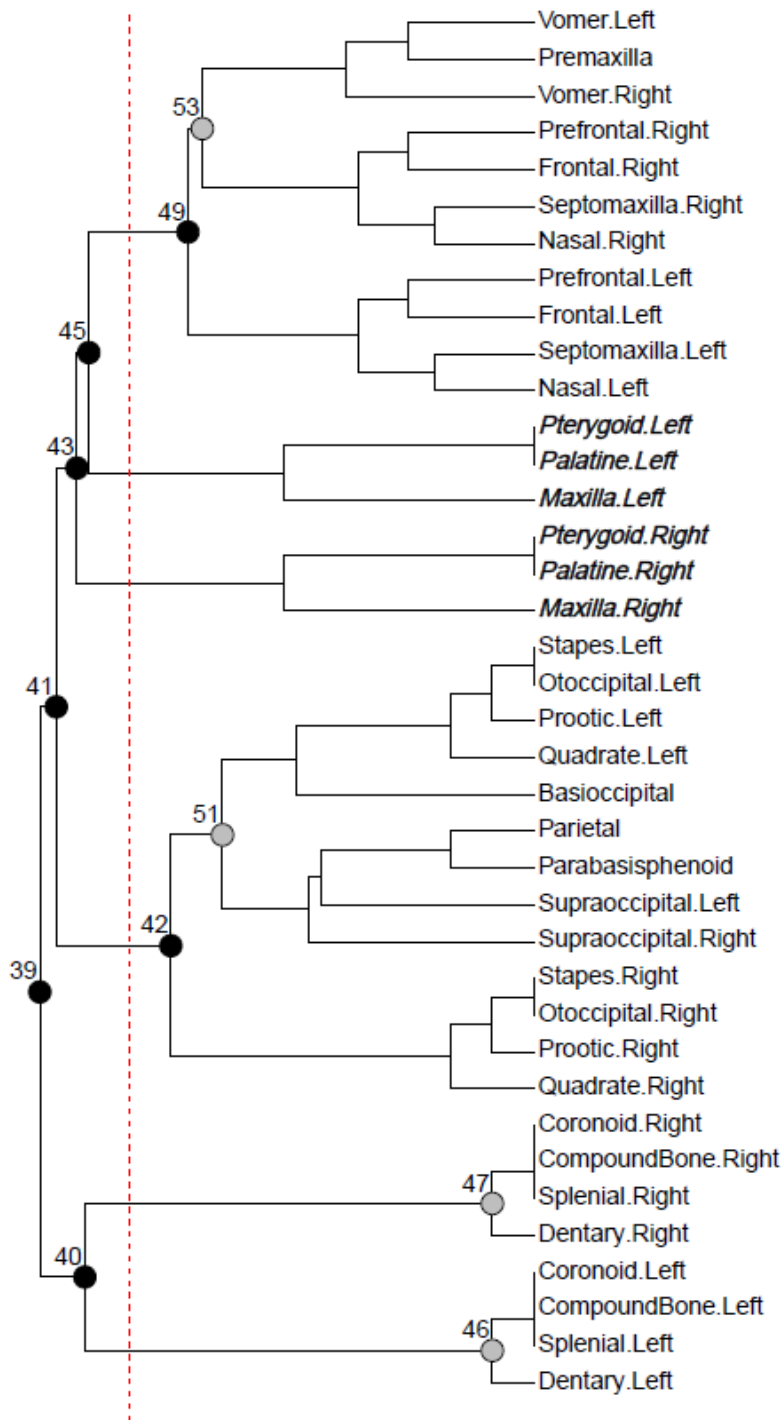 Vomer.Left
Premaxilla
Vomer.Right
53
Prefrontal.Right
Frontal.Right
Septomaxilla.Right
49
Nasal.Right
Prefrontal.Left
Frontal.Left
45
Septomaxilla.Left
Nasal.Left
Pterygoid.Left
43
Palatine.Left
Maxilla.Left
Pterygoid.Right
Palatine.Right
Maxilla.Right
Stapes.Left
41
Otoccipital.Left
Prootic.Left
Quadrate.Left
Basioccipital
51
Parietal
Parabasisphenoid
Supraoccipital.Left
42
Supraoccipital.Right
39
Stapes.Right
Otoccipital.Right
Prootic.Right
Quadrate.Right
Coronoid.Right
CompoundBone.Right
47
Splenial.Right
Dentary.Right
40
Coronoid.Left
CompoundBone.Left
46
Splenial.Left
Dentary.Left